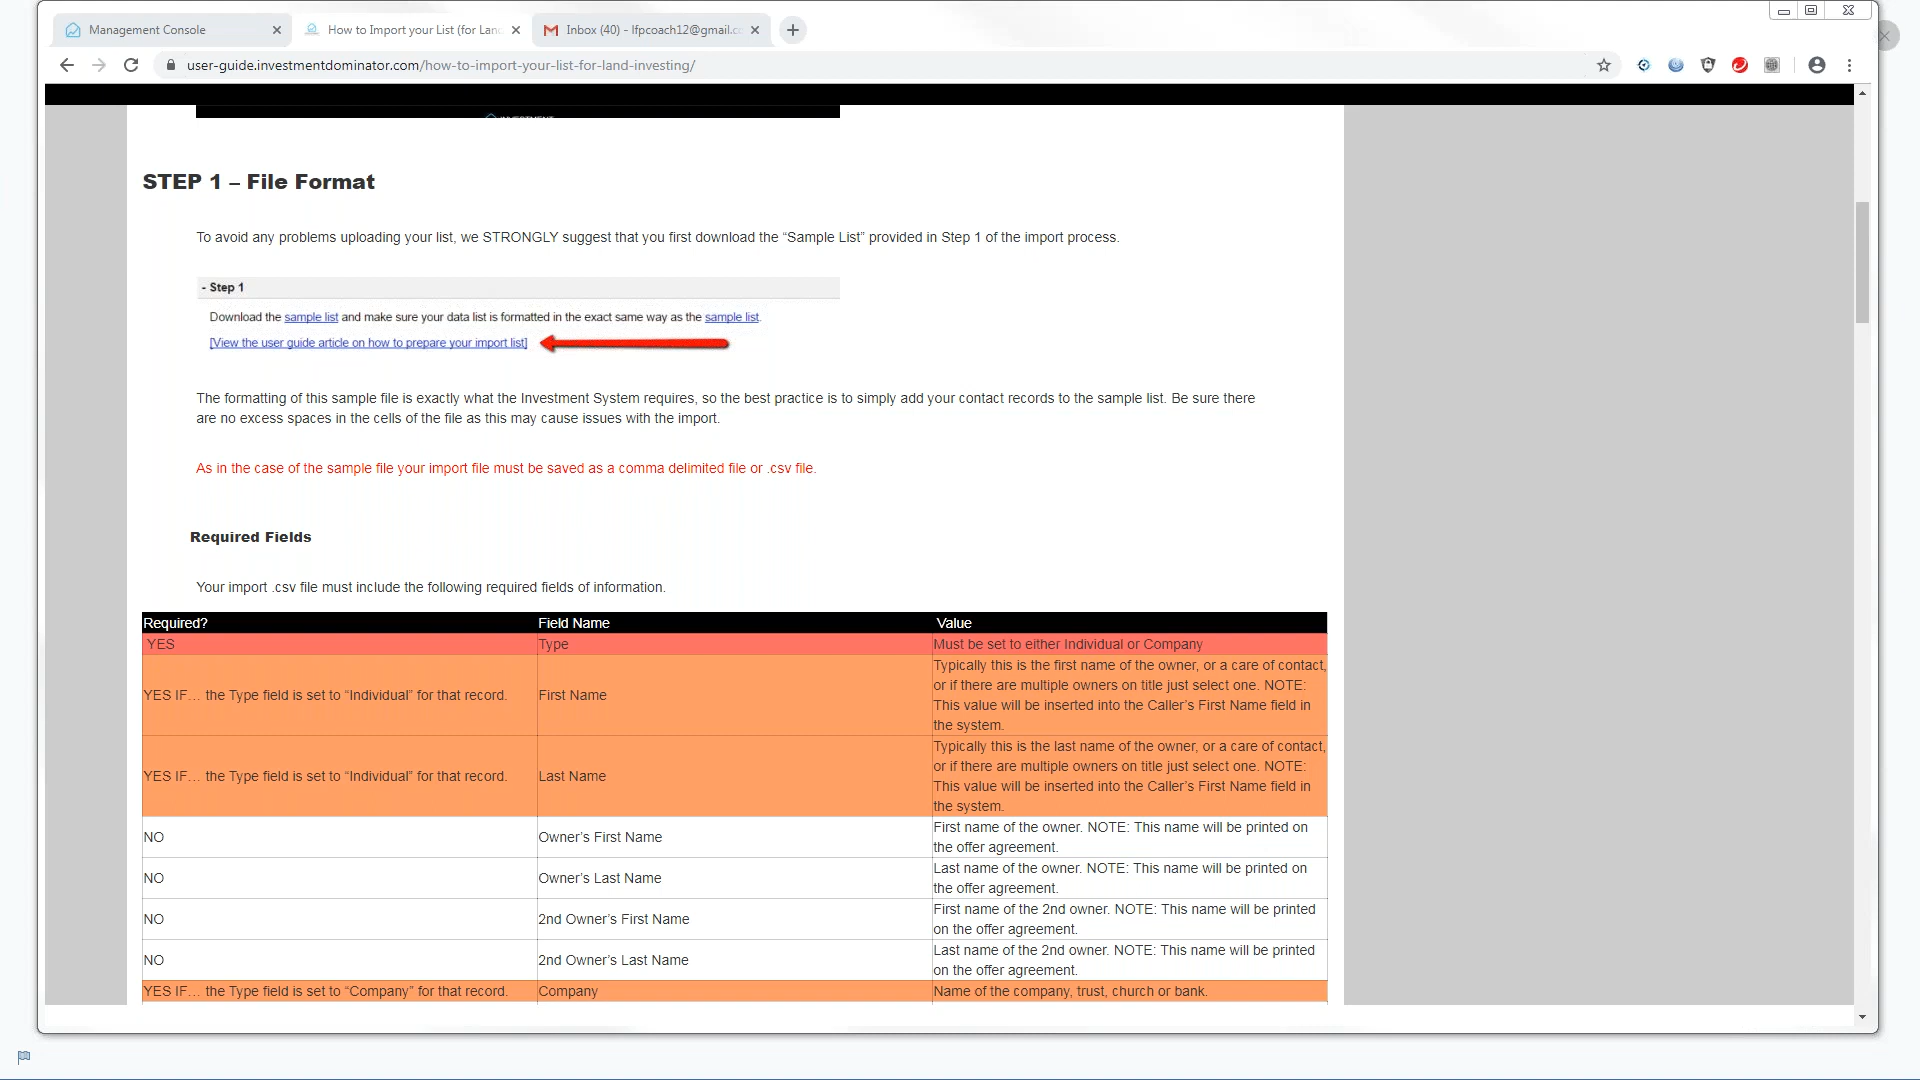 Management Console
How to Import your List (for Lan
Inbox (40) - lfpcoach12@gmail.c
user-guide.investmentdominator.com/how-to-import-your-list-for-land-investing/
STEP 1 – File Format
To avoid any problems uploading your list, we STRONGLY suggest that you first download the “Sample List” provided in Step 1 of the import process.
- Step 1
Download the sample list and make sure your data list is formatted in the exact same way as the sample list.
[View the user guide article on how to prepare your import list]
The formatting of this sample file is exactly what the Investment System requires, so the best practice is to simply add your contact records to the sample list. Be sure there
are no excess spaces in the cells of the file as this may cause issues with the import.
As in the case of the sample file your import file must be saved as a comma delimited file or .csv file.
Required Fields
Your import .csv file must include the following required fields of information.
Required? Field Name Value
YES Type Must be set to either Individual or Company
YES IF… the Type field is set to “Individual” for that record. First Name Typically this is the first name of the owner, or a care of contact,
or if there are multiple owners on title just select one. NOTE:
This value will be inserted into the Caller’s First Name field in
the system.
YES IF… the Type field is set to “Individual” for that record. Last Name Typically this is the last name of the owner, or a care of contact,
or if there are multiple owners on title just select one. NOTE:
This value will be inserted into the Caller’s First Name field in
the system.
NO Owner’s First Name First name of the owner. NOTE: This name will be printed on
the offer agreement.
NO Owner’s Last Name Last name of the owner. NOTE: This name will be printed on
the offer agreement.
NO 2nd Owner’s First Name First name of the 2nd owner. NOTE: This name will be printed
on the offer agreement.
NO 2nd Owner’s Last Name Last name of the 2nd owner. NOTE: This name will be printed
on the offer agreement.
YES IF… the Type field is set to “Company” for that record. Company Name of the company, trust, church or bank.